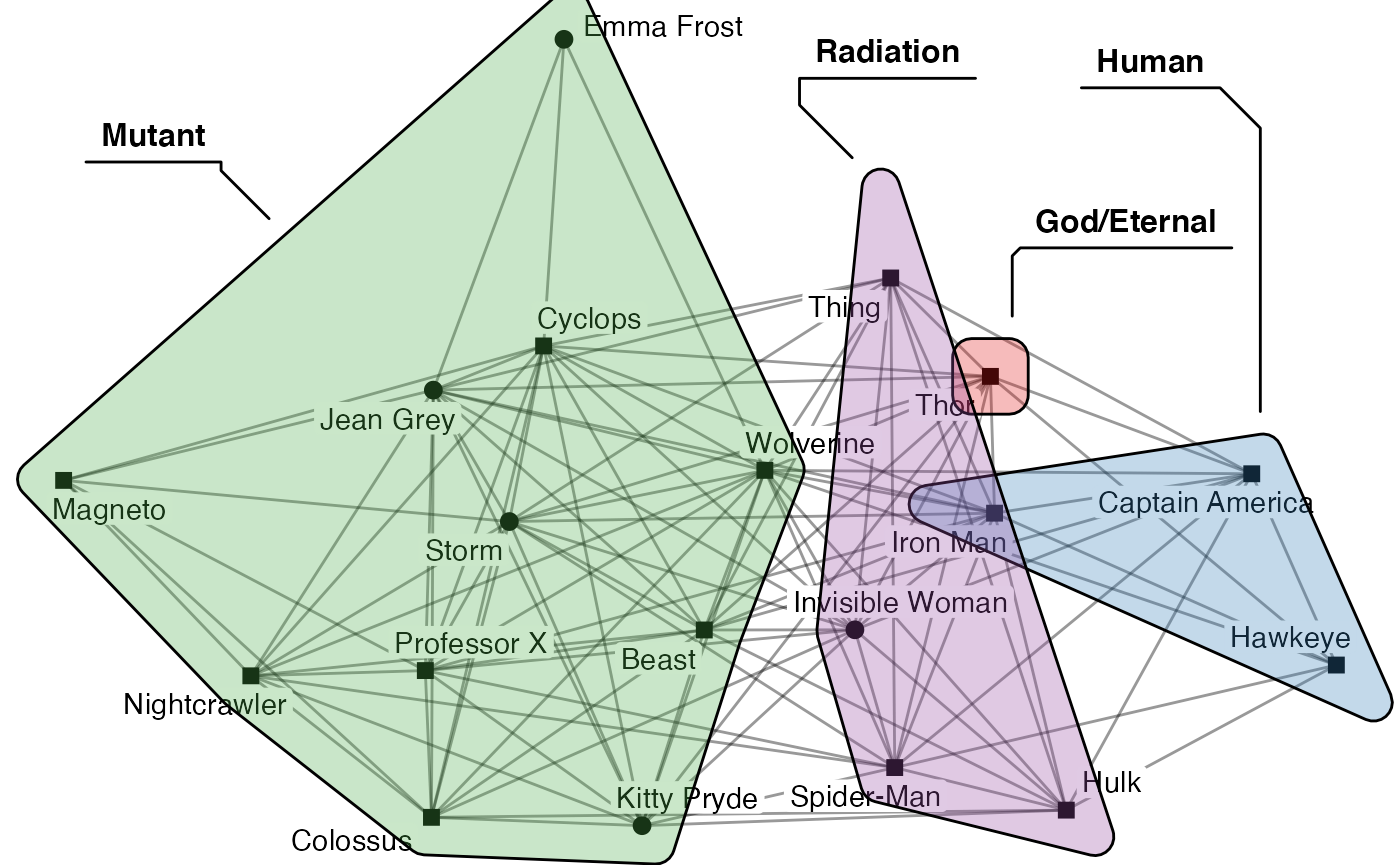 Emma Frost
Radiation
Human
Mutant
God/Eternal
Thing
Cyclops
Thor
Jean Grey
Wolverine
Magneto
Captain America
Storm
Iron Man
Invisible Woman
Professor X
Hawkeye
Beast
Nightcrawler
Hulk
Kitty Pryde
Spider-Man
Colossus